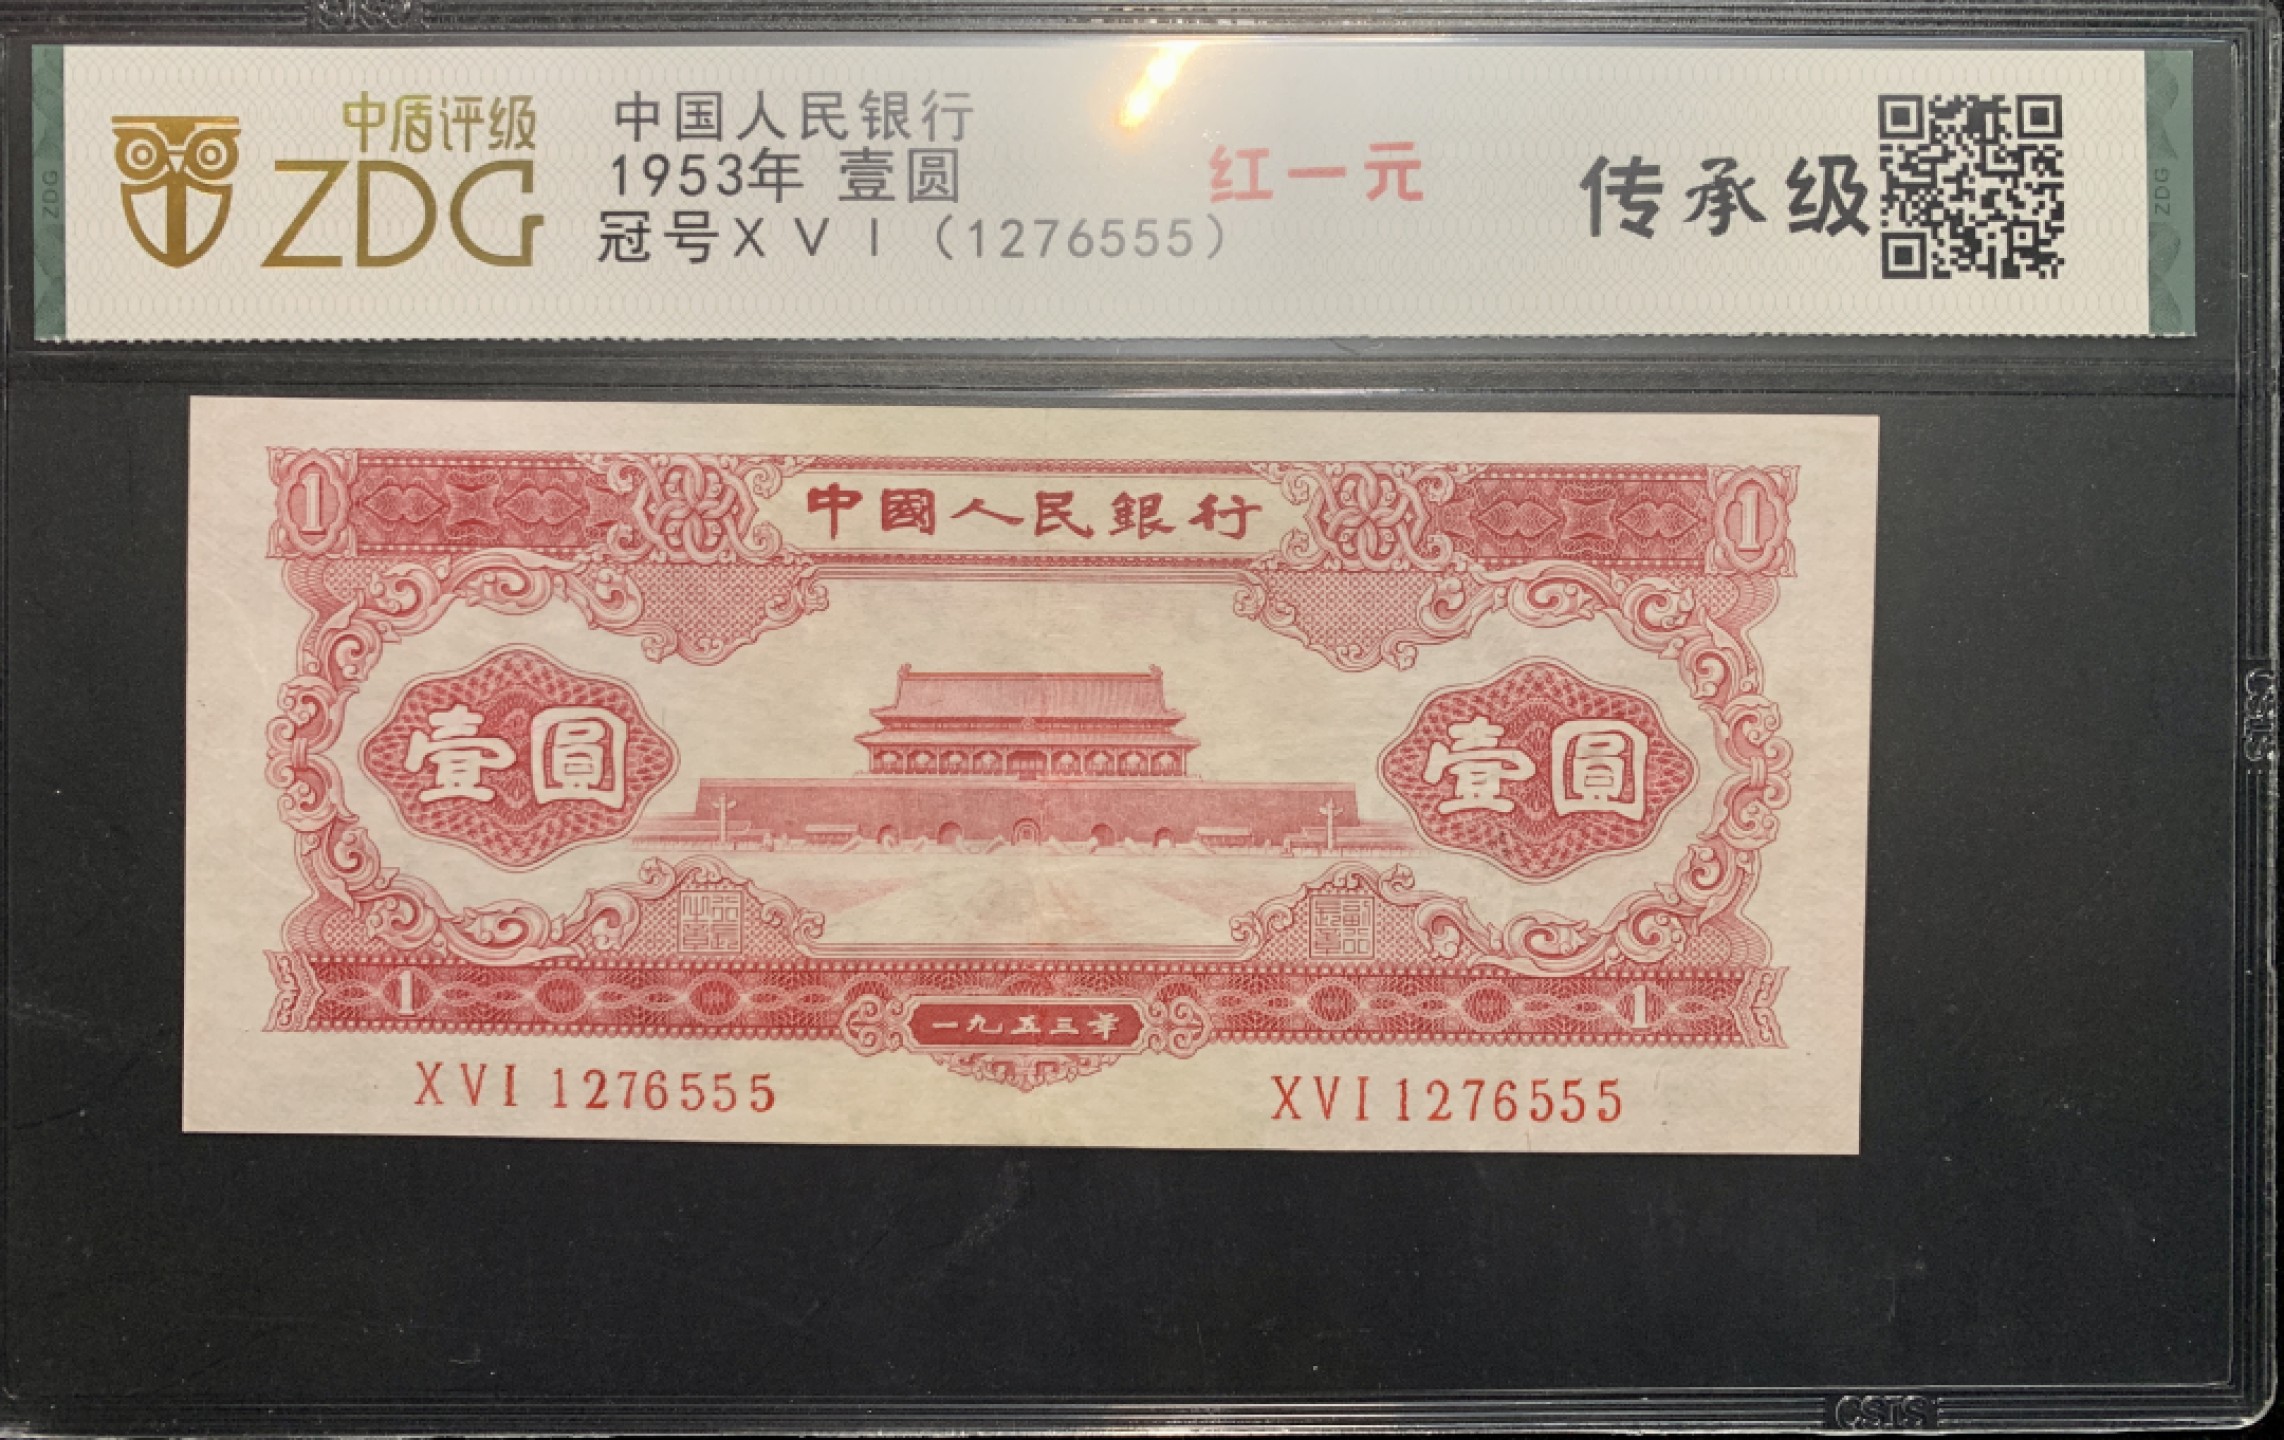 中盾评级
ZDG
中国人民银行
1953年 壹圆
冠号X V I (1276555)
红一元
传承级
ZDG
ZDG
1
中國人民銀行
1
壹圓
壹圓
1
一九五三年
1
XVI 1276555
XVI 1276555
CSIS
CSIS